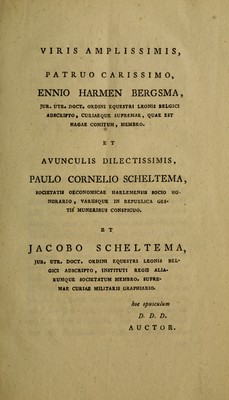 VIRIS AMPLISSIMIS,
PATRUO CARISSIMO,
ENNIO HARMEN BERGSMA,
JUR. UTR. DOCT. ORDINI EQUESTRI LEONIS BELGICI
ADSCRIPTO, CURIAEQUE SUPREMAE, QUAE EST
HAGAE COMITUM, MEMBRO.
ET
AVUNCULIS DILECTISSIMIS,
PAULO CORNELIO SCHELTEMA,
SOCIETATIS OECONOMICAE HARLEMENSIS SOCIO HO-
NORARIO, VARIISQUE IN REPUBLICA GES-
TIS MUNERIBUS CONSPICUO.
ET
JACOBO SCHELTEMA,
JUR. UTR. DOCT. ORDINI EQUESTRI LEONIS BEL-
GICI ADSCRIPTO, INSTITUTI REGII ALIA-
RUMQUE SOCIETATUM MEMBRO. SUPRE-
MAE CURIAE MILITARIS GRAPHIARIO.
hoc opusculum
D. D. D.
AUCTOR.